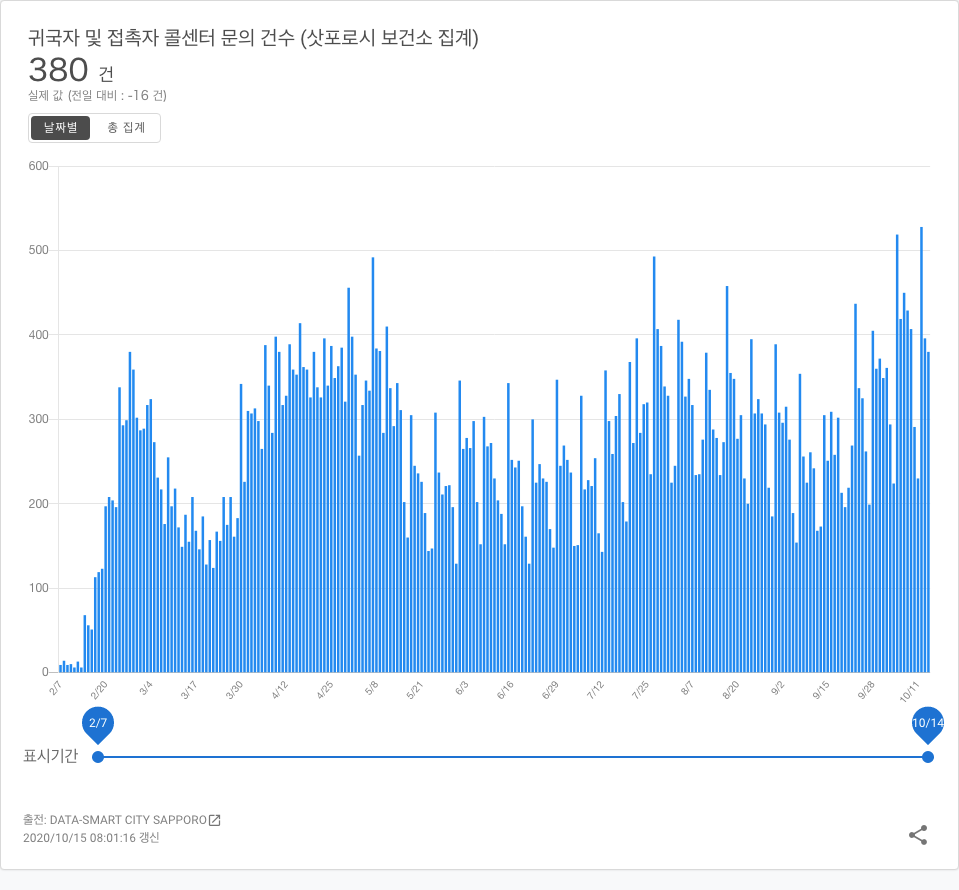 귀국자 및 접촉자 콜센터 문의 건수 (삿포로시 보건소 집계)
380 건
실제 값 (전일 대비 : -16 건)
날짜별 총 집계
600
500
400
300
200
100
0
2/7 2/20 3/4 3/17 3/30 4/12 4/25 5/8 5/21 6/3 6/16 6/29 7/12 7/25 8/7 8/20 9/2 9/15 9/28 10/11
2/7 10/14
표시기간
출전: DATA-SMART CITY SAPPORO
2020/10/15 08:01:16 갱신